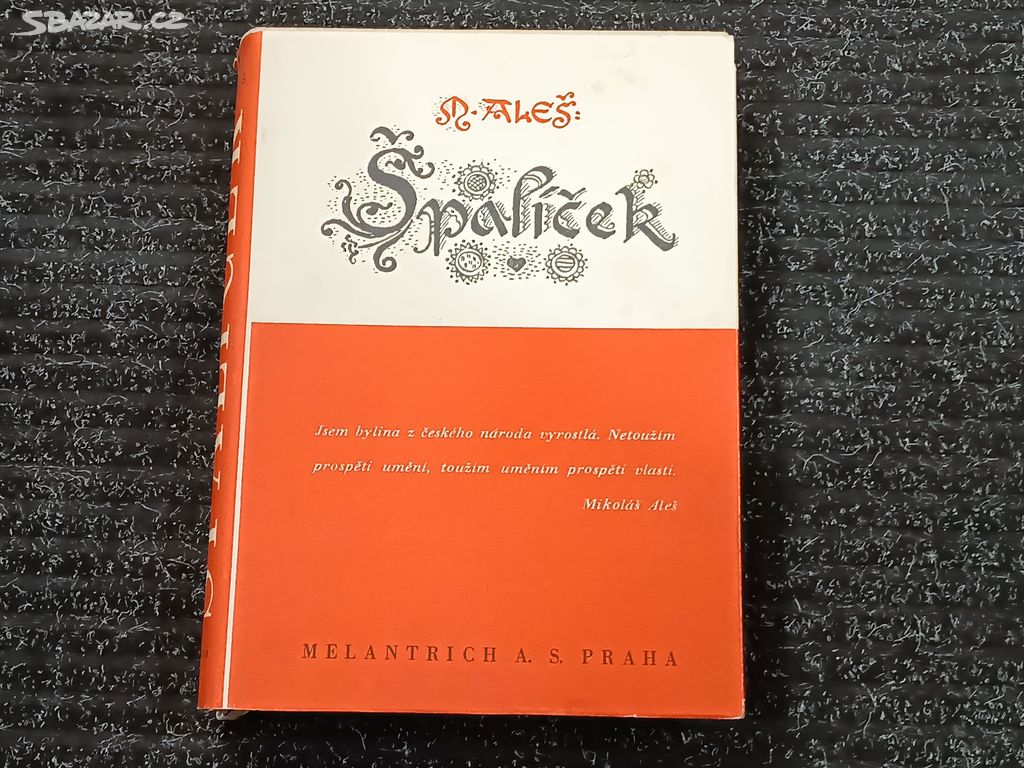 SBAZAR.CZ
M·ALEŠ:
Špalíček
Jsem bylina z českého národa vyrostlá. Netoužím
prospěti umění, toužím uměním prospěti vlasti.
Mikoláš Aleš
MELANTRICH A. S. PRAHA